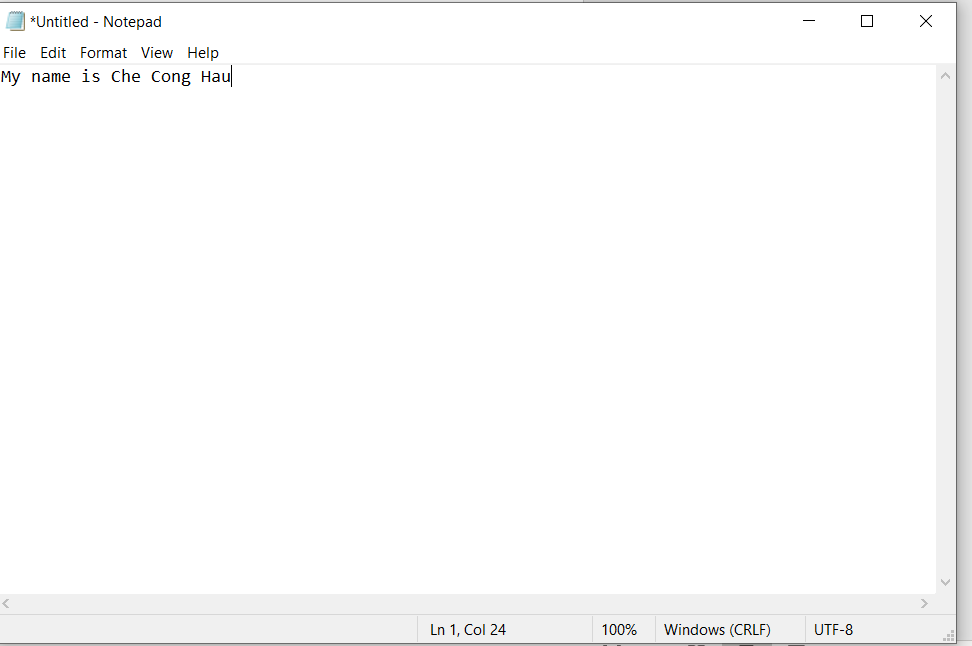 *Untitled - Notepad
File Edit Format View Help
My name is Che Cong Hau
Ln 1, Col 24 100% Windows (CRLF) UTF-8